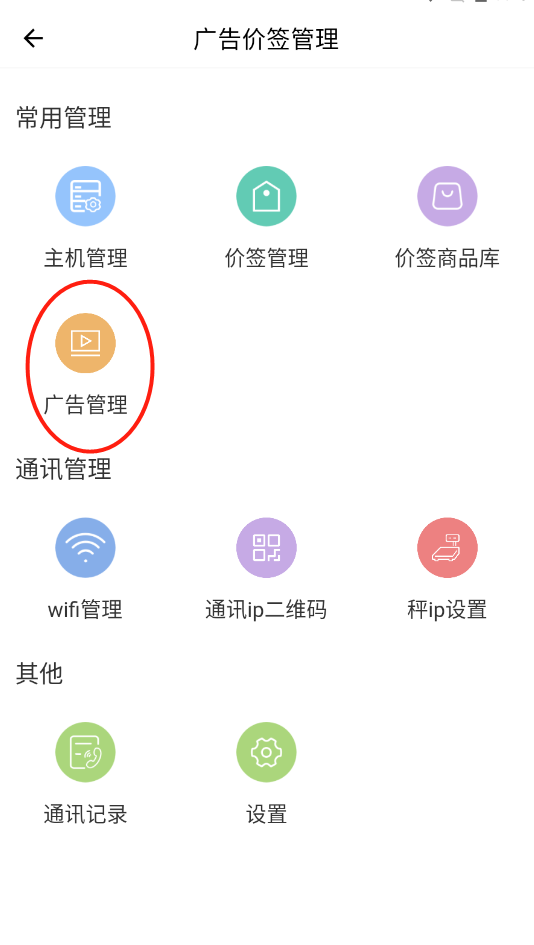 广告价签管理
常用管理
主机管理
价签管理
价签商品库
广告管理
通讯管理
wifi管理
通讯ip二维码
秤ip设置
其他
通讯记录
设置